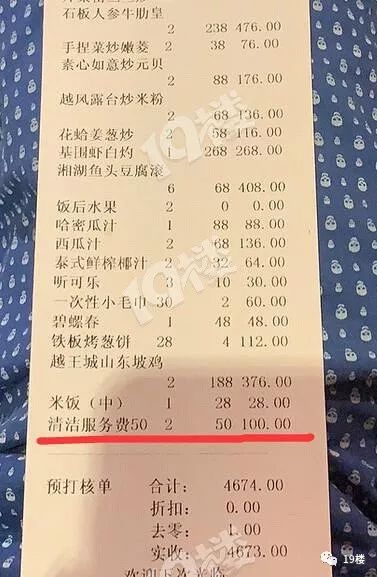 石板人参牛肋皇
2 238 476.00
手捏菜炒嫩菱 2 38 76.00
素心如意炒元贝
2 88 176.00
越风露台炒米粉
2 68 136.00
花蛤姜葱炒 2 58 116.00
基围虾白灼 268 268.00
湘湖鱼头豆腐滚
6 68 408.00
饭后水果 2 0 0.00
哈密瓜汁 1 88 88.00
西瓜汁 2 68 136.00
泰式鲜榨椰汁 2 32 64.00
听可乐 3 10 30.00
一次性小毛巾 30 2 60.00
碧螺春 1 48 48.00
铁板烤葱饼 28 4 112.00
越王城山东坡鸡
2 188 376.00
米饭（中） 1 28 28.00
清洁服务费50 2 50 100.00
预打核单 合计: 4674.00
折扣: 0.00
去零: 1.00
实收: 4673.00
欢迎下次光临
19楼
19楼
19楼